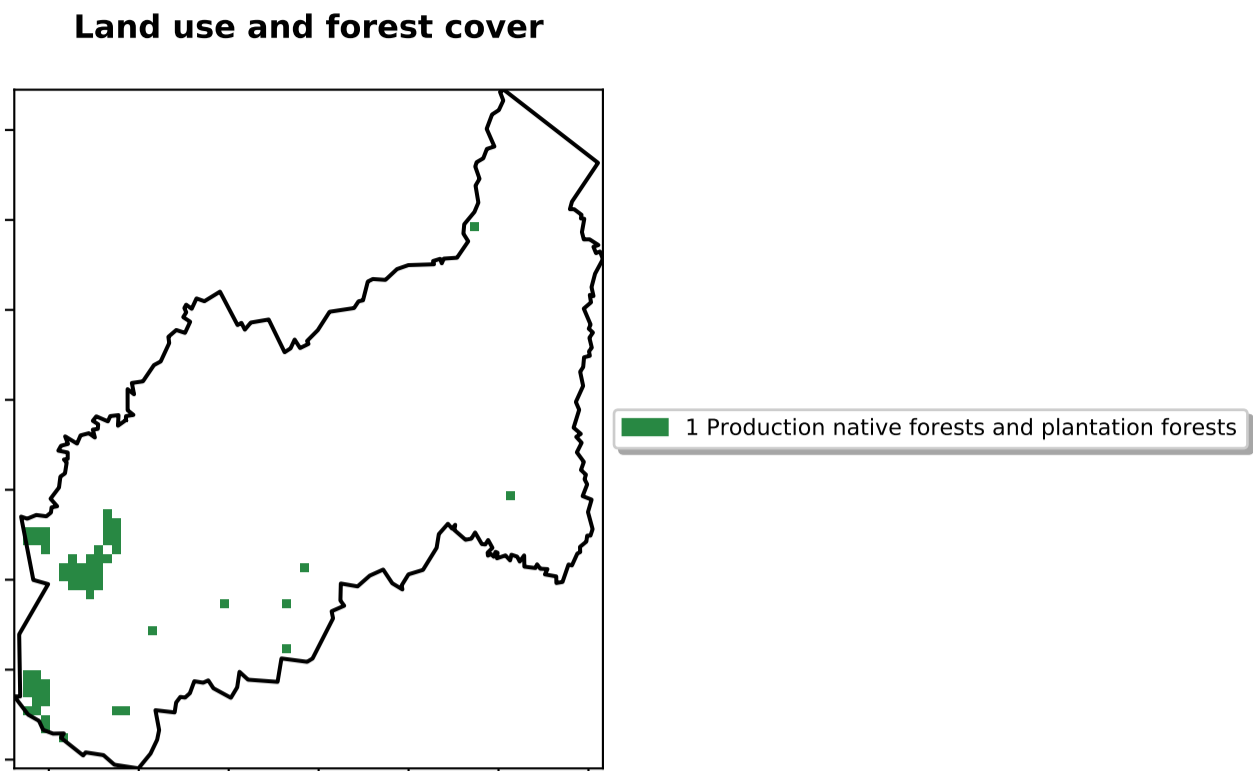 Land use and forest cover
1 Production native forests and plantation forests